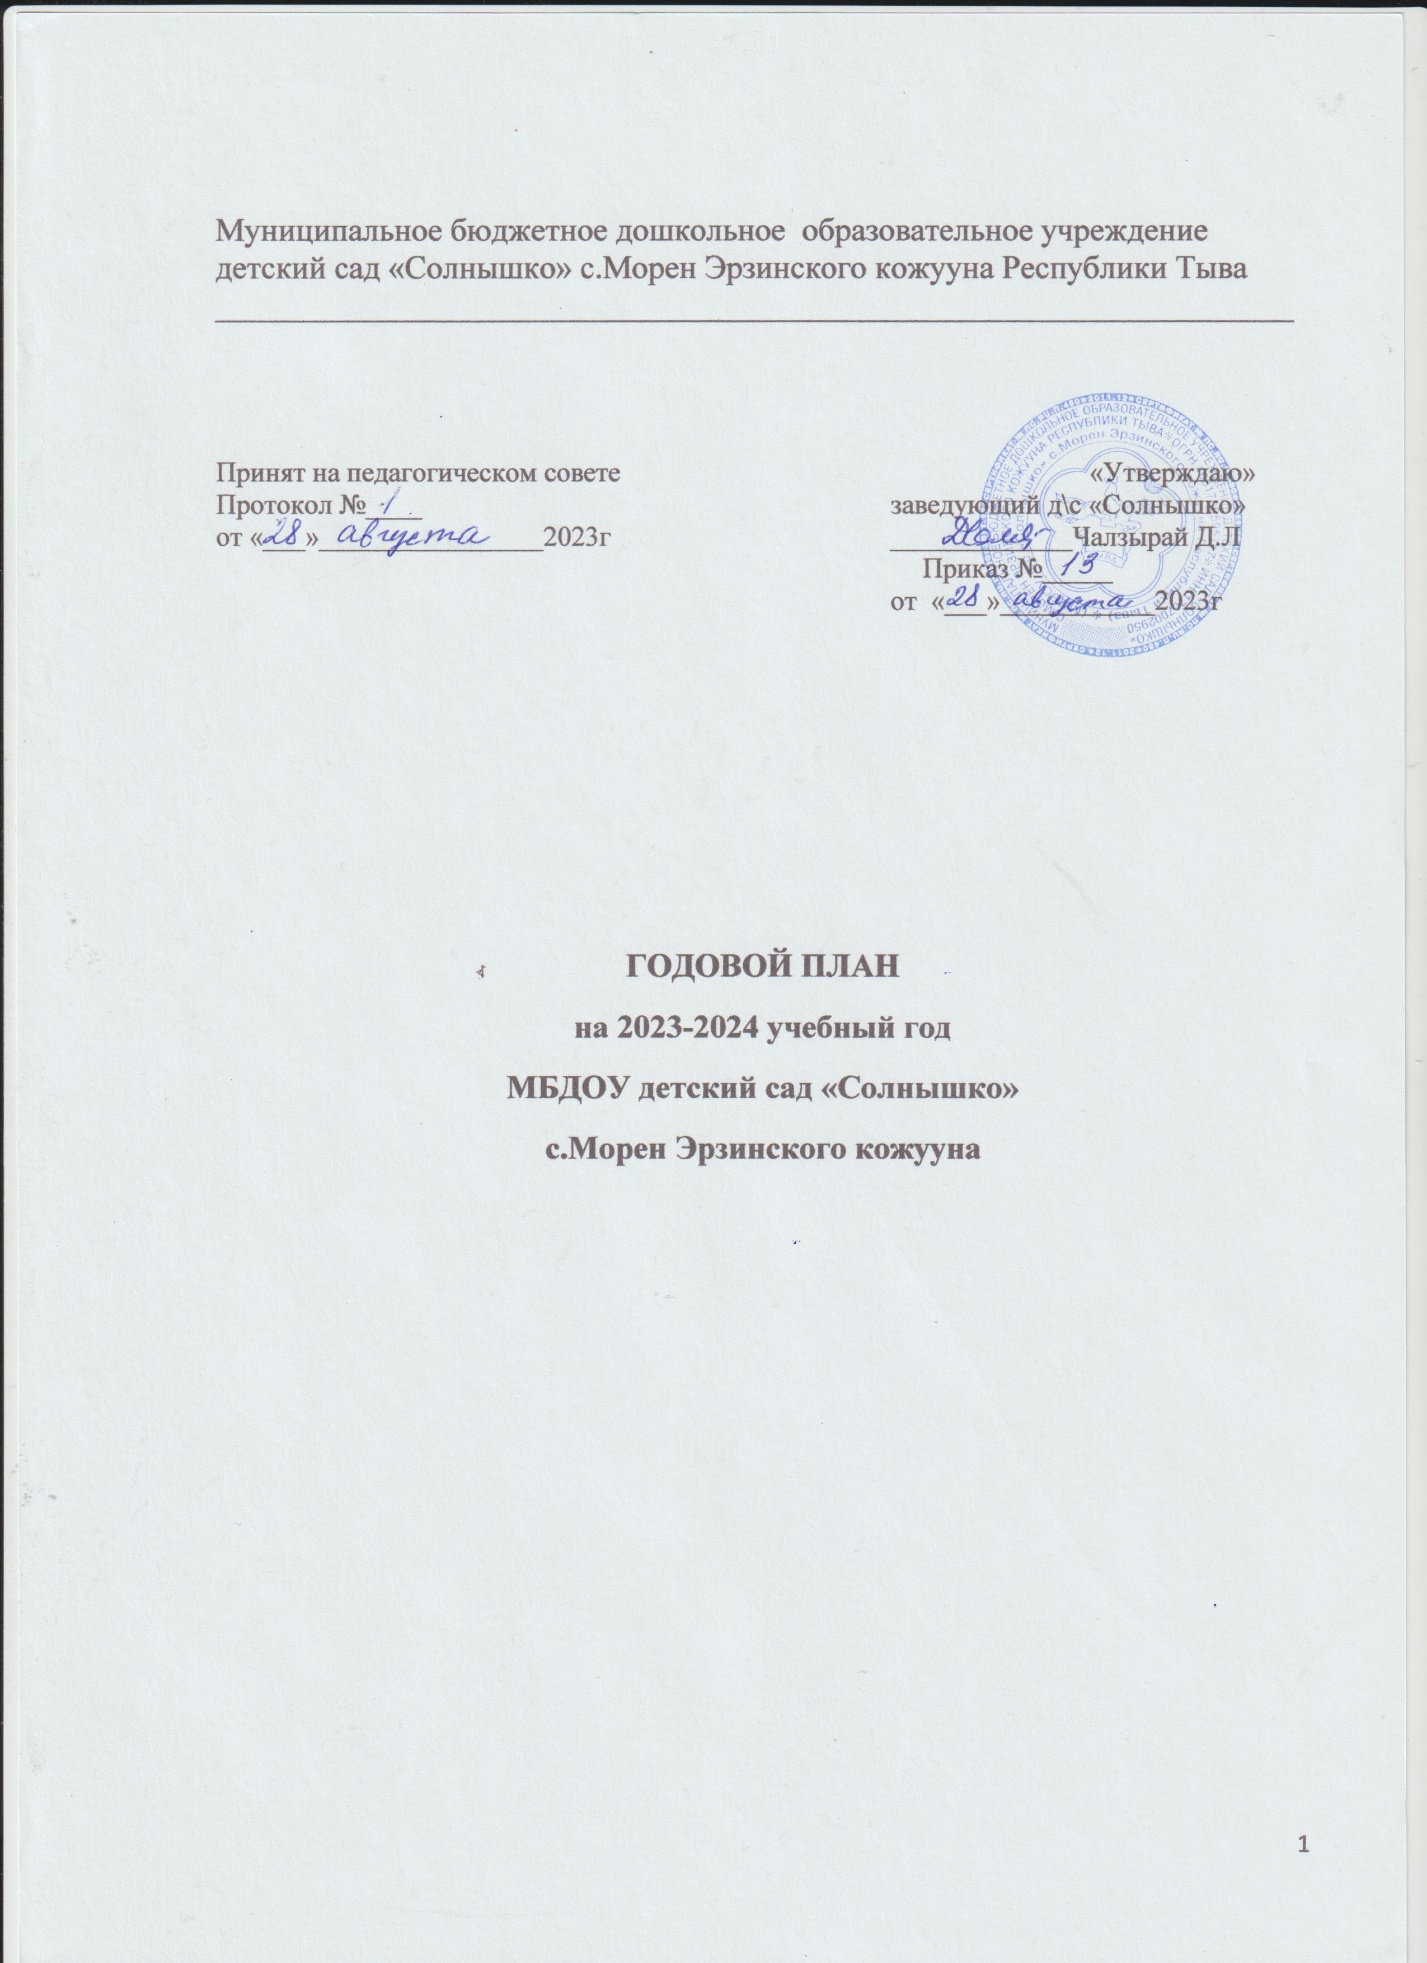 Муниципальное бюджетное дошкольное образовательное учреждение
детский сад «Солнышко» с.Морен Эрзинского кожууна Республики Тыва
Принят на педагогическом совете
Протокол № 1
от «28» августа 2023г
«Утверждаю»
заведующий д\с «Солнышко»
Чалзырай Д.Л
Приказ № 13
от «28» августа 2023г
ГОДОВОЙ ПЛАН
на 2023-2024 учебный год
МБДОУ детский сад «Солнышко»
с.Морен Эрзинского кожууна
1